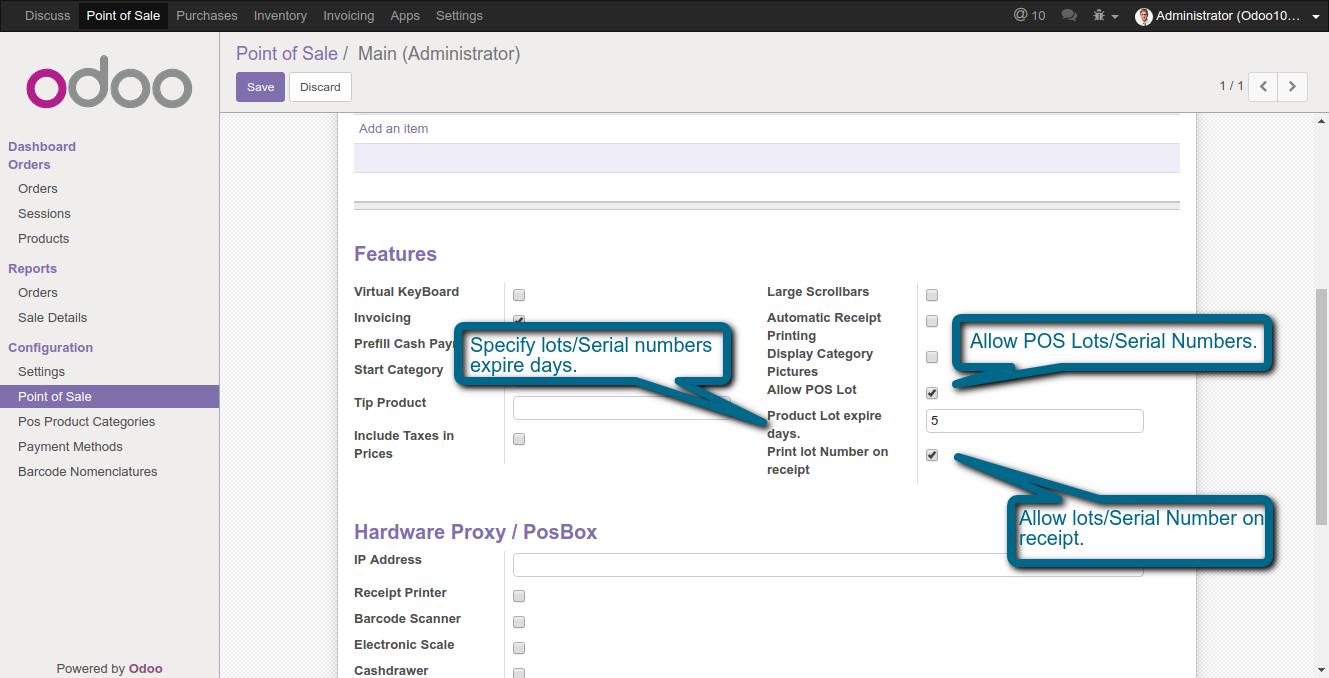 Discuss Point of Sale Purchases Inventory Invoicing Apps Settings @ 10 Administrator (Odoo10...
odoo
Point of Sale / Main (Administrator)
Save Discard 1 / 1
Dashboard
Orders
Orders
Sessions
Products
Reports
Orders
Sale Details
Configuration
Settings
Point of Sale
Pos Product Categories
Payment Methods
Barcode Nomenclatures
Powered by Odoo
Add an item
Features
Virtual KeyBoard
Invoicing
Prefill Cash
Start Category
Tip Product
Include Taxes in
Prices
Specify lots/Serial numbers
expire days.
Large Scrollbars
Automatic Receipt
Printing
Display Category
Pictures
Allow POS Lot
Product Lot expire
days.
5
Print lot Number on
receipt
Allow POS Lots/Serial Numbers.
Allow lots/Serial Number on
receipt.
Hardware Proxy / PosBox
IP Address
Receipt Printer
Barcode Scanner
Electronic Scale
Cashdrawer